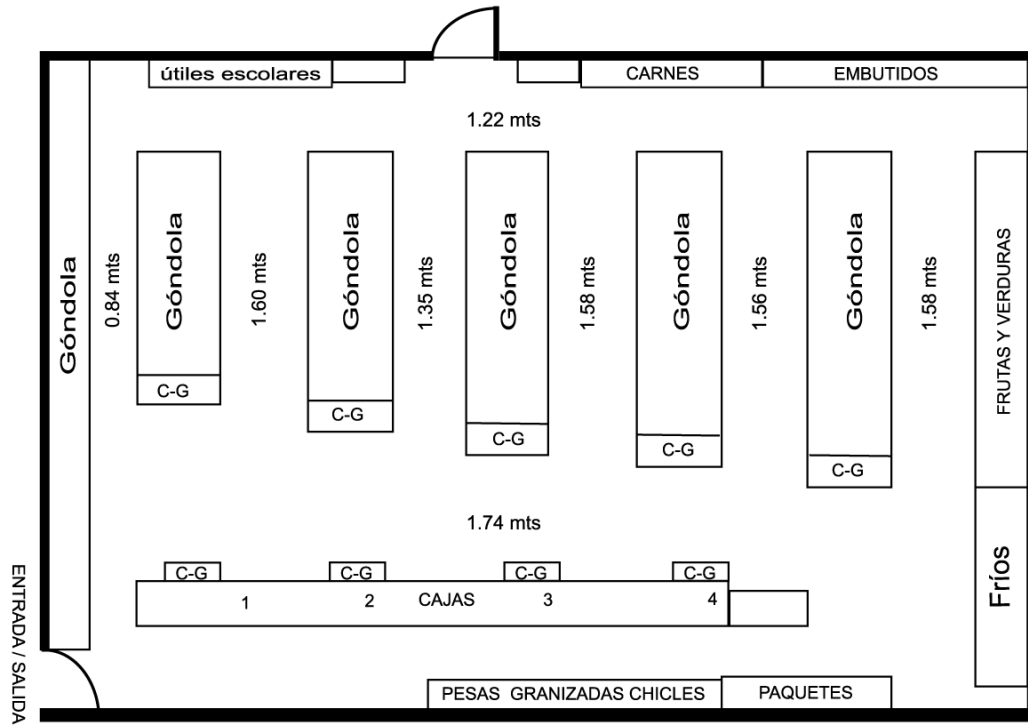 útiles escolares
CARNES
EMBUTIDOS
1.22 mts
Góndola
0.84 mts
Góndola
1.60 mts
Góndola
1.35 mts
Góndola
1.58 mts
Góndola
1.56 mts
Góndola
1.58 mts
FRUTAS Y VERDURAS
C-G
C-G
C-G
C-G
C-G
1.74 mts
Fríos
C-G
C-G
C-G
C-G
1
2
CAJAS
3
4
ENTRADA / SALIDA
PESAS GRANIZADAS CHICLES
PAQUETES